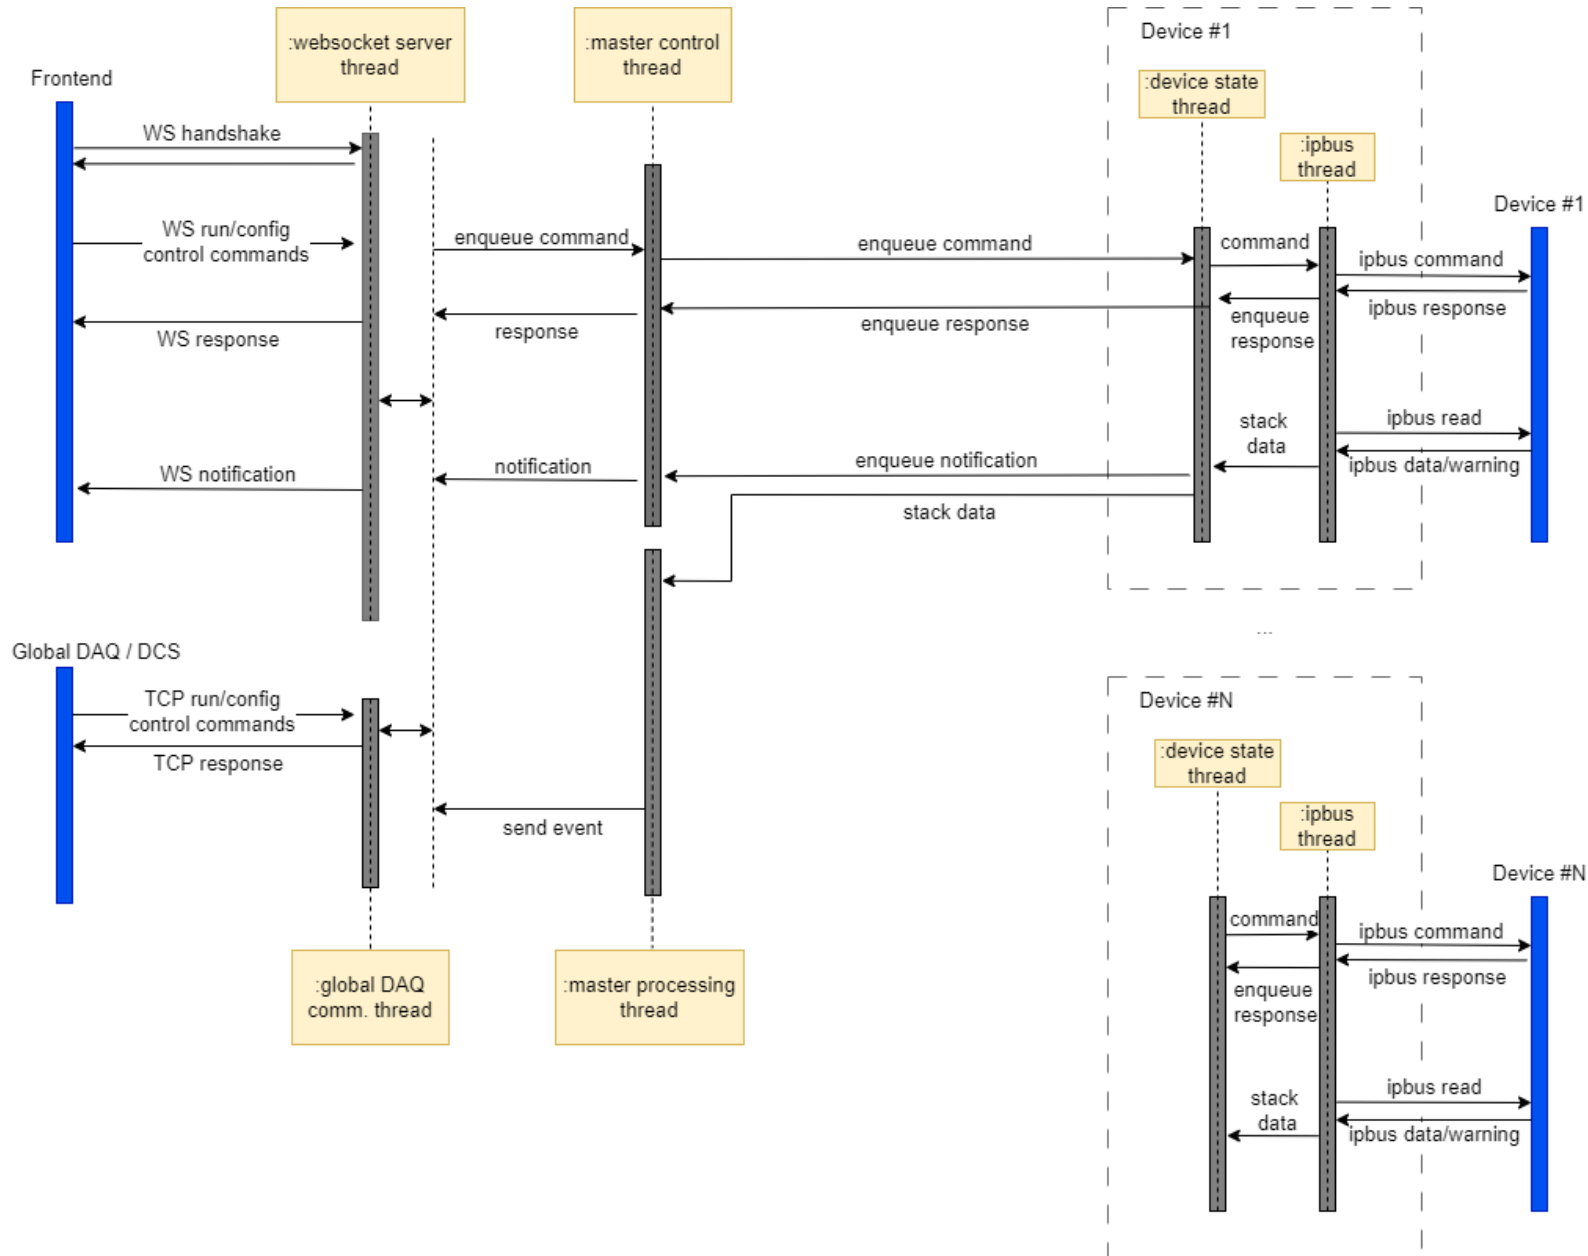 Frontend
:websocket server
thread
:master control
thread
Device #1
:device state
thread
:ipbus
thread
Device #1
WS handshake
WS run/config
control commands
enqueue command
enqueue command
command
ipbus command
WS response
response
enqueue response
enqueue
response
ipbus response
WS notification
notification
enqueue notification
stack
data
ipbus read
ipbus data/warning
stack data
...
Global DAQ / DCS
TCP run/config
control commands
TCP response
send event
:global DAQ
comm. thread
:master processing
thread
Device #N
:device state
thread
:ipbus
thread
Device #N
command
ipbus command
enqueue
response
ipbus response
stack
data
ipbus read
ipbus data/warning